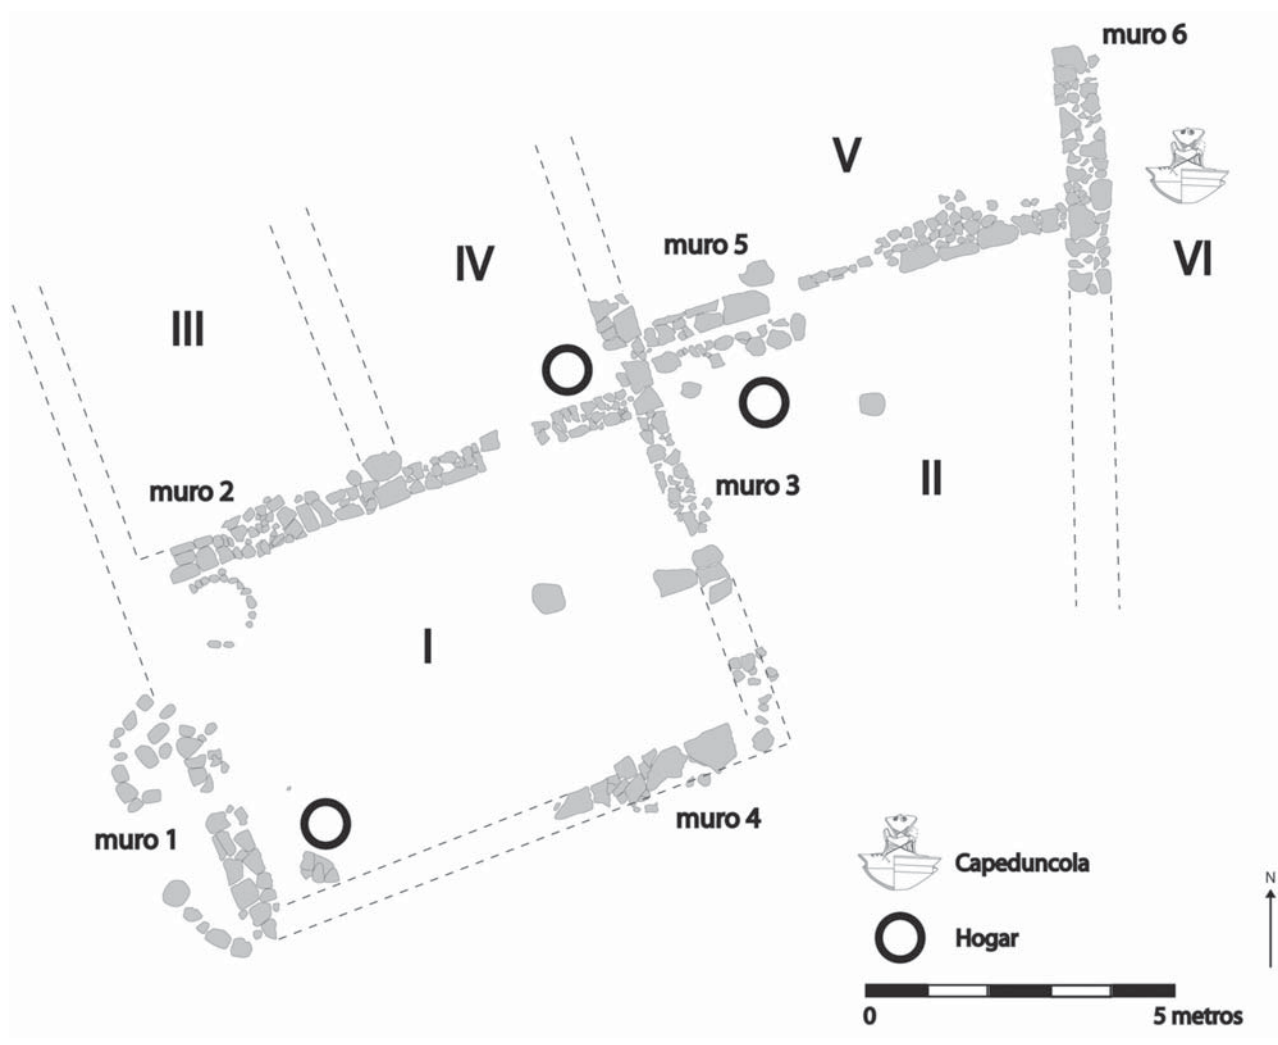 muro 6
V
IV
muro 5
VI
III
muro 2
muro 3
II
I
muro 4
muro 1
Capeduncola
N
Hogar
0 5 metros